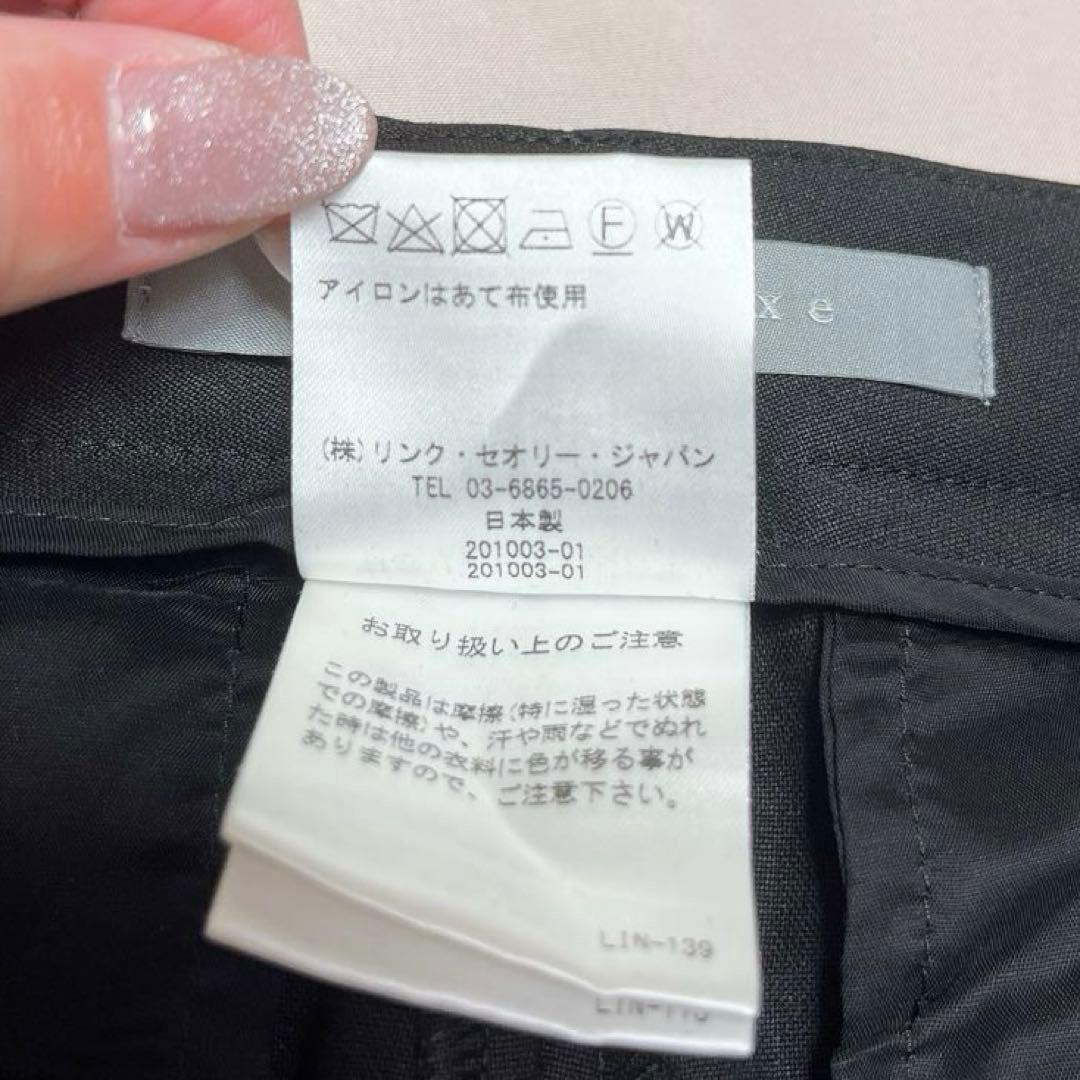 F W
アイロンはあて布使用
xe
(株)リンク・セオリー・ジャパン
TEL 03-6865-0206
日本製
201003-01
201003-01
お取り扱い上のご注意
この製品は摩擦(特に湿った状態
での摩擦)や、汗や雨などでぬれ
た時は他の衣料に色が移る事が
ありますので、ご注意下さい。
LIN-139